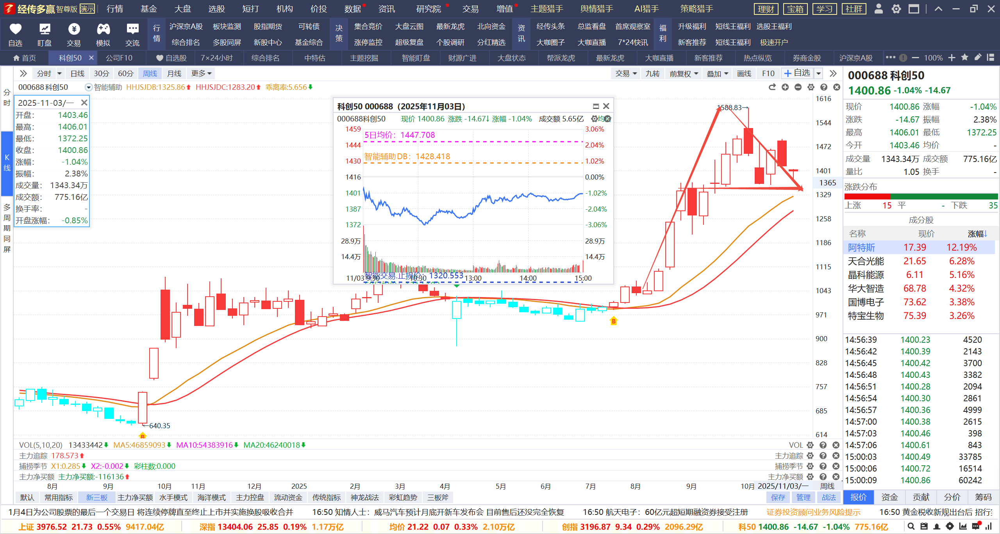 经传多赢 智尊版 演示 行情 基金 大盘 选股 短打 机构 价投 数据 资讯 研究院 交易 增值 主题猎手 舆情猎手 AI猎手 策略猎手 理财 宝箱 学习 社群
自选 盯盘 交易 模拟 交流
行情 沪深京A股 板块监测 股指期货 可转债 决策 集合竞价 大盘云图 最新龙虎 北向资金 资讯 经传头条 总监看盘 首席观察室 福利 升级福利 短线王福利 选股王福利
综合排名 多股同屏 新股中心 基金综合 涨停监控 超级复盘 个股调研 分红精选 大咖圈子 大咖直播 7*24快讯 新客推荐 短线王福利 极速开户
首页 科创50 公司F10 自选股 7×24小时 综合排名 中特估 主题挖掘 智能盯盘 财源广进 大盘状态 帮派龙虎 最新龙虎 大咖直播 新客推荐 热点纵览 券商金股 沪深京A股 100%
分时 日线 30分 60分 周线 月线 更多 交易 九转 前复权 叠加 画线 F10 自选
000688 科创50 智能辅助 HHJSJDB:1325.86 HHJSJDC:1283.20 乖离率:5.656
分时
K线
多周期同屏
2025-11-03/一
开盘: 1403.46
最高: 1406.01
最低: 1372.25
收盘: 1400.86
涨幅: -1.04%
振幅: 2.38%
成交量: 1343.34万
成交额: 775.16亿
换手率: -
开盘涨幅: -0.85%
科创50 000688（2025年11月03日）
000688科创50 现价 1400.86 涨跌 -14.67↓ 涨幅 -1.04% 成交额 5.65亿
1459 3.06%
5日均价：1447.708
1444 2.04%
智能辅助DB：1428.418
1430 1.02%
1416 0.00%
1401 -1.02%
1387 -2.04%
1372 -3.06%
28.9万 28.9万
14.4万 14.4万
智能交易.止损价：1320.553
11/03 9:30 10:30 13:00 14:00 15:00
1588.83→
←640.35
B
B
1616
1544
1472
1401
1365
1329
1258
1186
1115
1043
971
900
828
757
685
614
VOL(5,10,20) 13433442 MA5:46859093 MA10:54383916 MA20:46240018 VOL
主力追踪 178.573 主力追踪
捕捞季节 X1:0.285 X2:-0.002 彩柱数:0.000 捕捞季节
主力净买额 主力净买额:-116136 主力净买额
8月 9月 10月 11月 12月 2025 2月 3月 4月 5月 6月 7月 8月 9月 10月 2025/11/03/一 周线
默认 常用指标 新三板 主力净买额 水手模式 海洋模式 主力控盘 流动资金 传统指标 神龙战法 彩虹趋势 三板斧 保存 管理 战法
000688 科创50
1400.86 -1.04% -14.67
现价 1400.86 涨幅 -1.04%
涨跌 -14.67 振幅 2.38%
最高 1406.01 最低 1372.25
今开 1403.46 均价 -
成交量 1343.34万 成交额 775.16亿
量比 1.05 换手 -
涨跌分布
上涨 15 平 - 下跌 35
成分股
名称 现价 涨幅↓
阿特斯 17.39 12.19%
天合光能 21.65 6.28%
晶科能源 6.11 5.16%
华大智造 68.78 4.32%
国博电子 73.62 3.38%
特宝生物 75.39 3.26%
14:56:39 1400.23 4520
14:56:42 1400.39 2143
14:56:45 1400.42 3700
14:56:48 1400.43 3382
14:56:51 1400.28 2094
14:56:54 1400.30 2861
14:56:57 1400.36 4999
14:57:00 1400.38 2615
14:57:03 1400.46 398
14:57:06 1400.61 843
15:00:03 1400.49 33785
15:00:06 1400.72 16514
15:00:09 1400.86 60242
报价 资金 贡献 分价 筹码
1月4日为公司股票的最后一个交易日 将连续停牌直至终止上市并实施换股吸收合并 16:50 知情人士：威马汽车预计月底开新车发布会 目前售后还没完全恢复 16:50 航天电子：60亿元超短期融资券接受注册 证券投资顾问业务风险提示 16:50 黄金税收新规出台后 招行
上证 3976.52 21.73 0.55% 9417.04亿 深指 13404.06 25.85 0.19% 1.17万亿 均价 21.22 0.07 0.33% 2.10万亿 创指 3196.87 9.34 0.29% 2096.29亿 科50 1400.86 -14.67 -1.04% 775.16亿